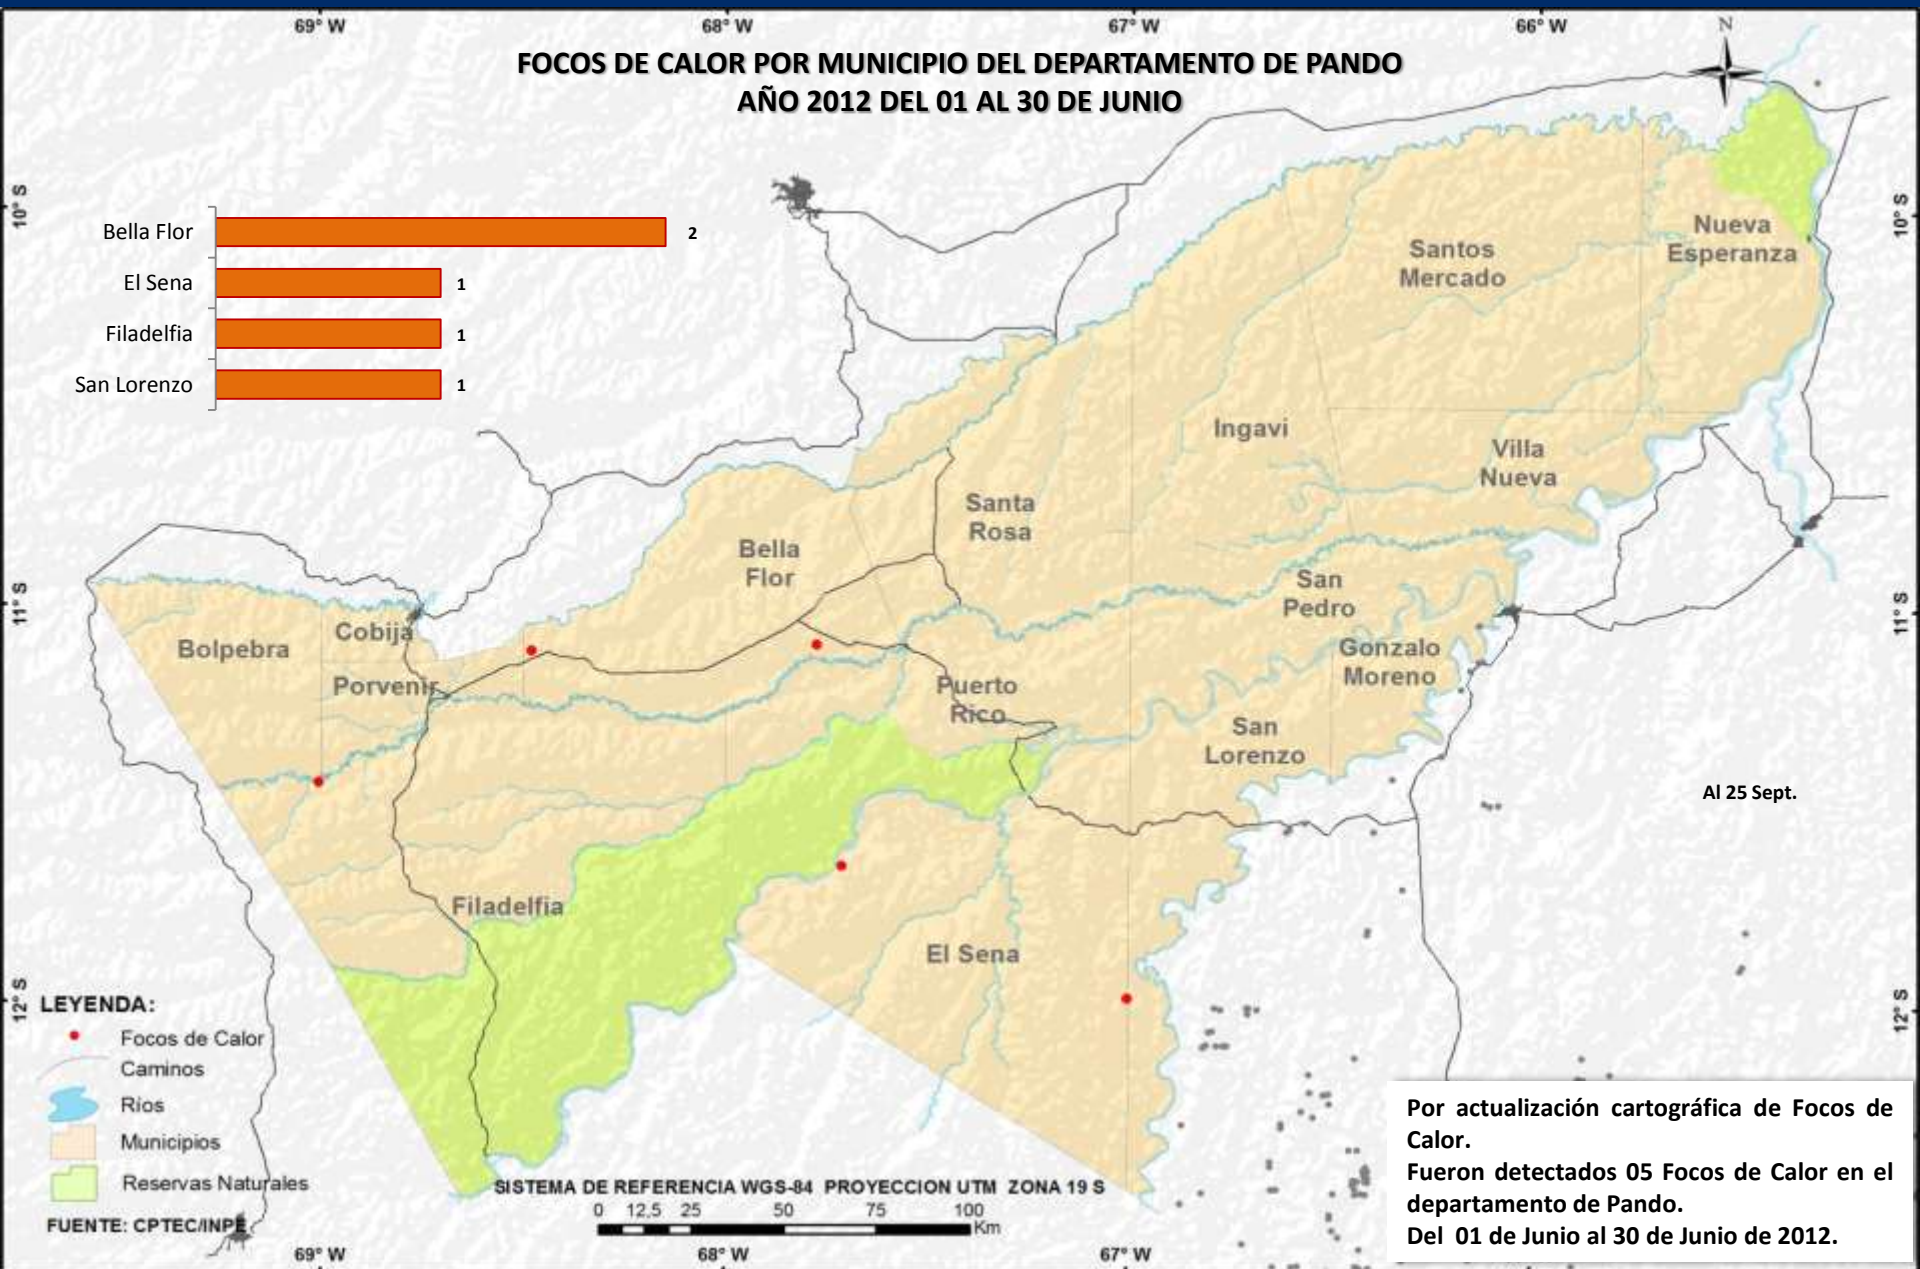 69° W 68° W 67° W 66° W
N
FOCOS DE CALOR POR MUNICIPIO DEL DEPARTAMENTO DE PANDO
AÑO 2012 DEL 01 AL 30 DE JUNIO
10° S
10° S
Bella Flor 2
El Sena 1
Filadelfia 1
San Lorenzo 1
Nueva
Esperanza
Santos
Mercado
Ingavi
Villa
Nueva
Santa
Rosa
Bella
Flor
11° S
11° S
San
Pedro
Cobija
Bolpebra
Gonzalo
Moreno
Porvenir
Puerto
Rico
San
Lorenzo
Al 25 Sept.
Filadelfia
El Sena
12° S
12° S
LEYENDA:
Focos de Calor
Caminos
Ríos
Municipios
Reservas Naturales
FUENTE: CPTEC/INPE
SISTEMA DE REFERENCIA WGS-84 PROYECCION UTM ZONA 19 S
0 12,5 25 50 75 100
Km
69° W 68° W 67° W
Por actualización cartográfica de Focos de
Calor.
Fueron detectados 05 Focos de Calor en el
departamento de Pando.
Del 01 de Junio al 30 de Junio de 2012.